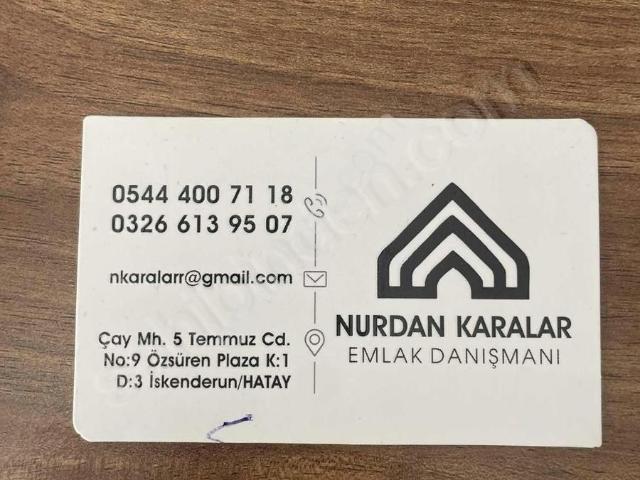 0544 400 71 18
0326 613 95 07
nkaralarr@gmail.com
Çay Mh. 5 Temmuz Cd.
No:9 Özsüren Plaza K:1
D:3 İskenderun/HATAY
NURDAN KARALAR
EMLAK DANIŞMANI